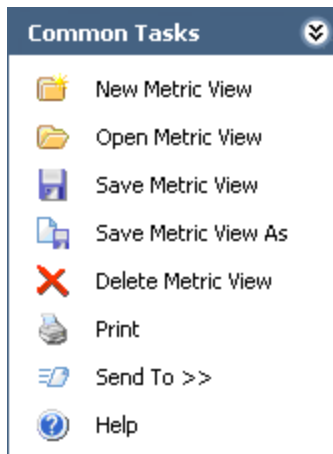 Common Tasks
New Metric View
Open Metric View
Save Metric View
Save Metric View As
Delete Metric View
Print
Send To >>
Help